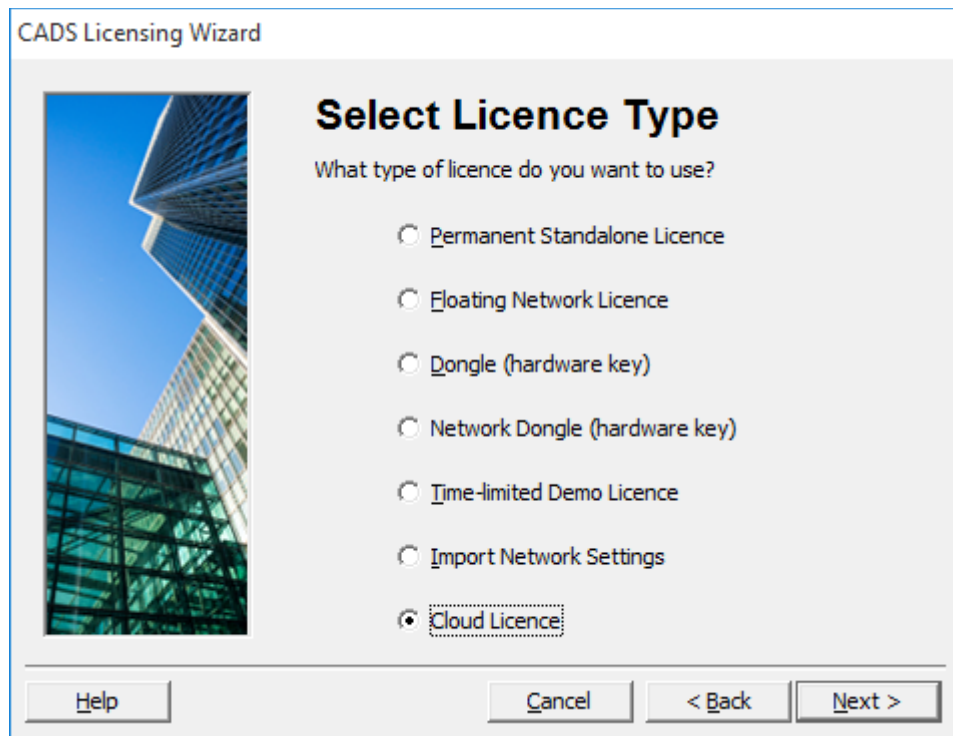 CADS Licensing Wizard
Select Licence Type
What type of licence do you want to use?
Permanent Standalone Licence
Floating Network Licence
Dongle (hardware key)
Network Dongle (hardware key)
Time-limited Demo Licence
Import Network Settings
Cloud Licence
Help
Cancel
< Back
Next >